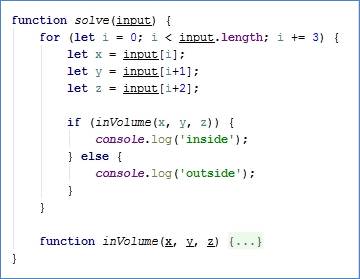 function solve(input) {
    for (let i = 0; i < input.length; i += 3) {
        let x = input[i];
        let y = input[i+1];
        let z = input[i+2];

        if (inVolume(x, y, z)) {
            console.log('inside');
        } else {
            console.log('outside');
        }
    }

    function inVolume(x, y, z) {...}
}